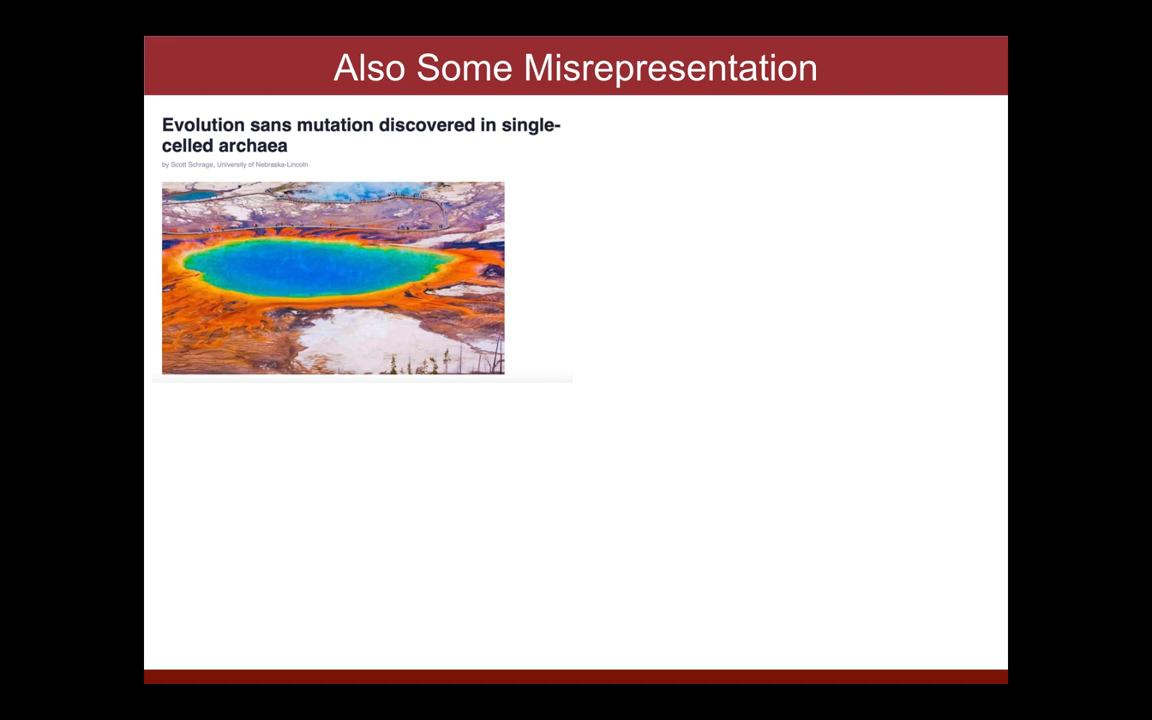 Also Some Misrepresentation
Evolution sans mutation discovered in single-
celled archaea
by Scott Schrage, University of Nebraska-Lincoln